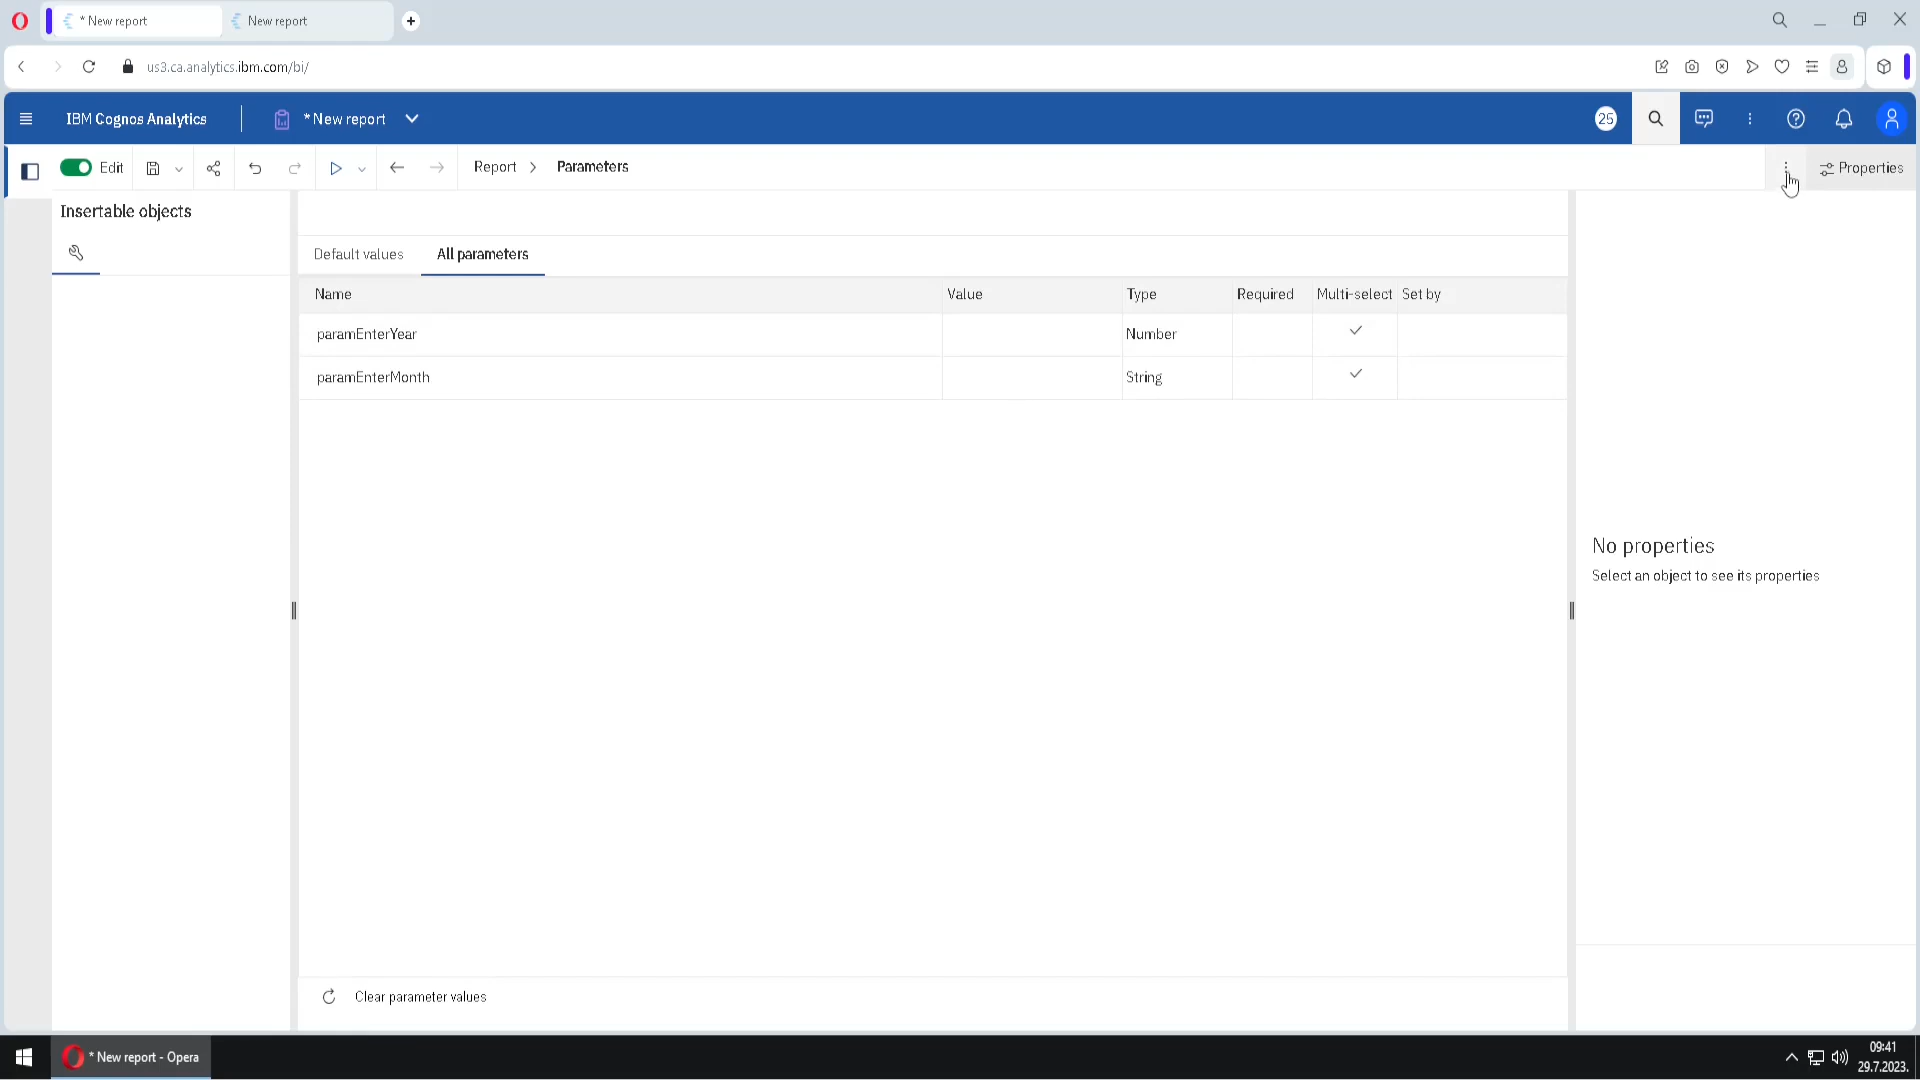 * New report
New report
us3.ca.analytics.ibm.com/bi/
IBM Cognos Analytics
* New report
25
Edit
Report
Parameters
Properties
Insertable objects
Default values
All parameters
Name
Value
Type
Required
Multi-select
Set by
paramEnterYear
Number
paramEnterMonth
String
No properties
Select an object to see its properties
Clear parameter values
* New report - Opera
09:41
29.7.2023.